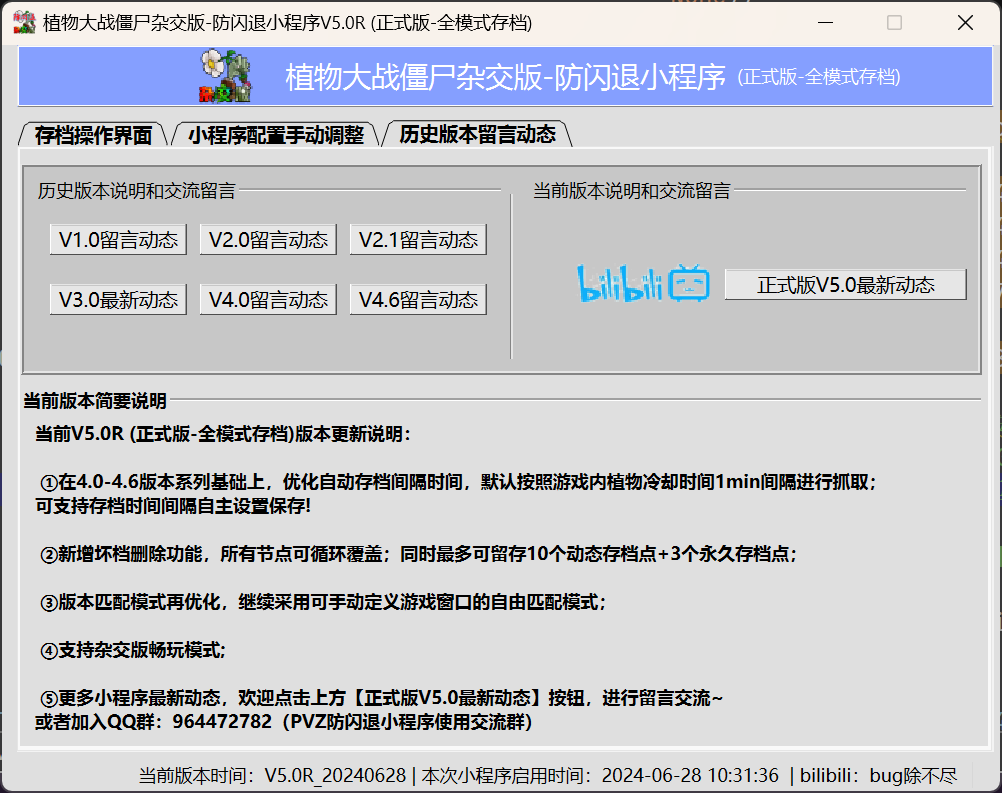 植物大战僵尸杂交版-防闪退小程序V5.0R (正式版-全模式存档)
植物大战僵尸杂交版-防闪退小程序 (正式版-全模式存档)
存档操作界面 小程序配置手动调整 历史版本留言动态
历史版本说明和交流留言
V1.0留言动态 V2.0留言动态 V2.1留言动态
V3.0最新动态 V4.0留言动态 V4.6留言动态
当前版本说明和交流留言
bilibili 正式版V5.0最新动态
当前版本简要说明
当前V5.0R (正式版-全模式存档)版本更新说明：
①在4.0-4.6版本系列基础上，优化自动存档间隔时间，默认按照游戏内植物冷却时间1min间隔进行抓取；
可支持存档时间间隔自主设置保存!
②新增坏档删除功能，所有节点可循环覆盖；同时最多可留存10个动态存档点+3个永久存档点；
③版本匹配模式再优化，继续采用可手动定义游戏窗口的自由匹配模式；
④支持杂交版畅玩模式;
⑤更多小程序最新动态，欢迎点击上方【正式版V5.0最新动态】按钮，进行留言交流~
或者加入QQ群：964472782（PVZ防闪退小程序使用交流群）
当前版本时间：V5.0R_20240628 | 本次小程序启用时间：2024-06-28 10:31:36 | bilibili：bug除不尽